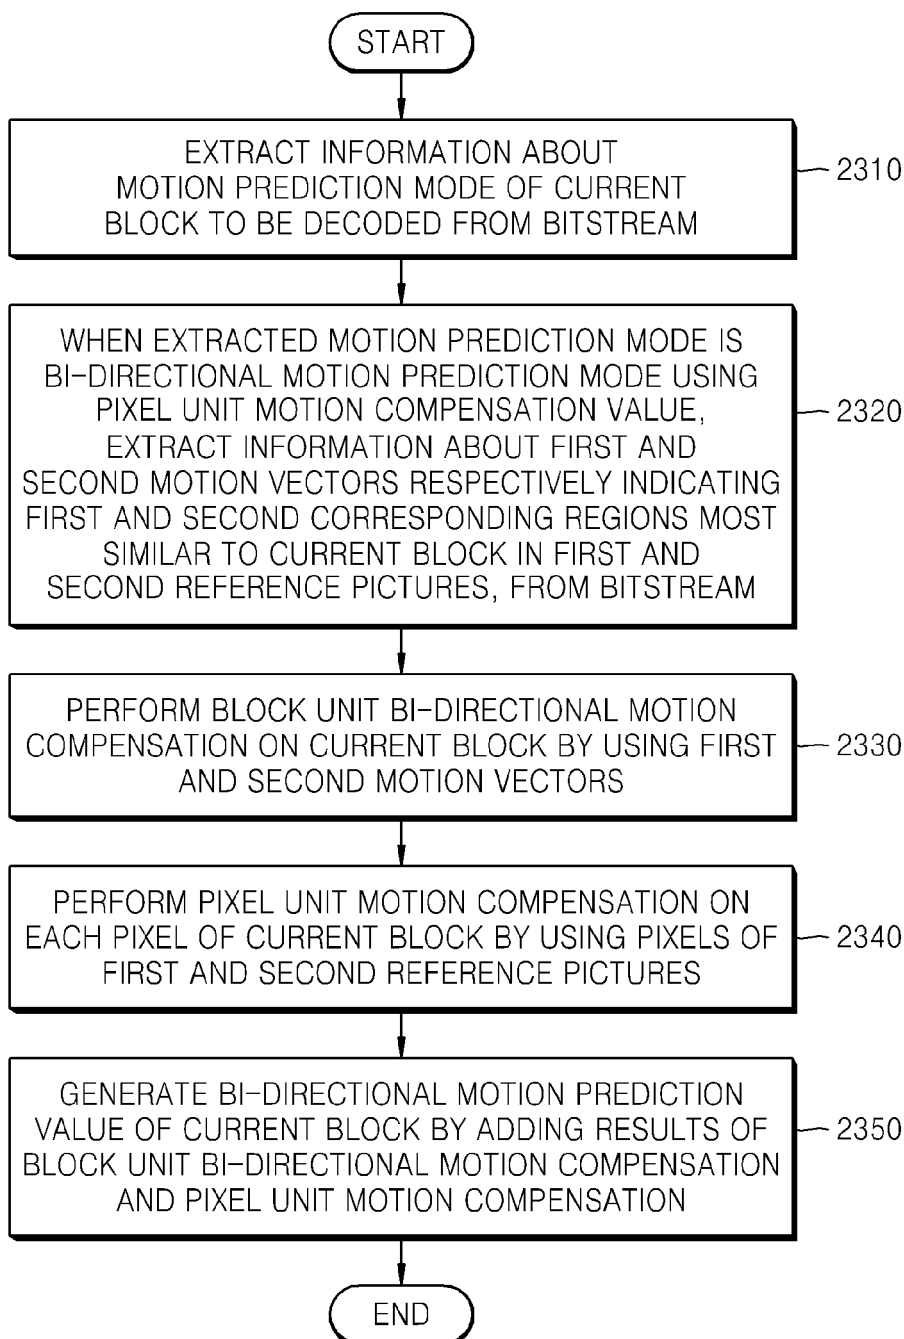 START
EXTRACT INFORMATION ABOUT
MOTION PREDICTION MODE OF CURRENT
BLOCK TO BE DECODED FROM BITSTREAM
2310
WHEN EXTRACTED MOTION PREDICTION MODE IS
BI-DIRECTIONAL MOTION PREDICTION MODE USING
PIXEL UNIT MOTION COMPENSATION VALUE,
EXTRACT INFORMATION ABOUT FIRST AND
SECOND MOTION VECTORS RESPECTIVELY INDICATING
FIRST AND SECOND CORRESPONDING REGIONS MOST
SIMILAR TO CURRENT BLOCK IN FIRST AND
SECOND REFERENCE PICTURES, FROM BITSTREAM
2320
PERFORM BLOCK UNIT BI-DIRECTIONAL MOTION
COMPENSATION ON CURRENT BLOCK BY USING FIRST
AND SECOND MOTION VECTORS
2330
PERFORM PIXEL UNIT MOTION COMPENSATION ON
EACH PIXEL OF CURRENT BLOCK BY USING PIXELS OF
FIRST AND SECOND REFERENCE PICTURES
2340
GENERATE BI-DIRECTIONAL MOTION PREDICTION
VALUE OF CURRENT BLOCK BY ADDING RESULTS OF
BLOCK UNIT BI-DIRECTIONAL MOTION COMPENSATION
AND PIXEL UNIT MOTION COMPENSATION
2350
END